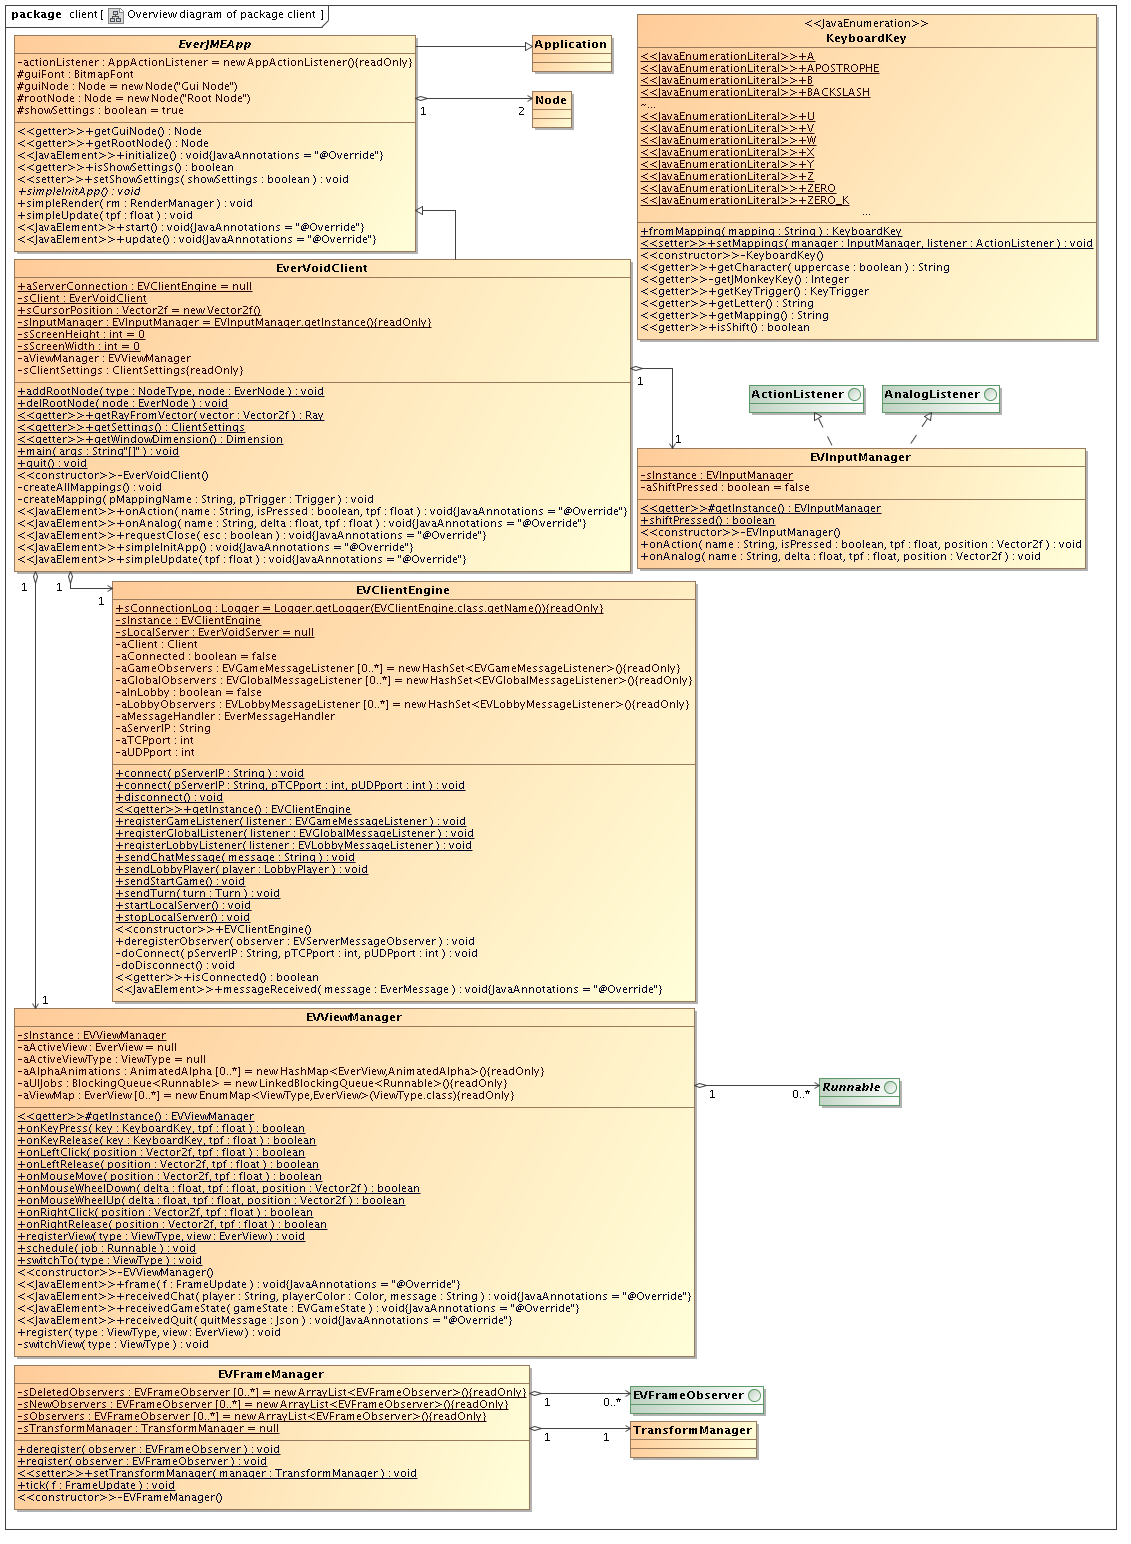 package client [ Overview diagram of package client ]
EverJMEApp
-actionListener : AppActionListener = new AppActionListener(){readOnly}
#guiFont : BitmapFont
#guiNode : Node = new Node("Gui Node")
#rootNode : Node = new Node("Root Node")
#showSettings : boolean = true
<<getter>>+getGuiNode() : Node
<<getter>>+getRootNode() : Node
<<JavaElement>>+initialize() : void{JavaAnnotations = "@Override"}
<<getter>>+isShowSettings() : boolean
<<setter>>+setShowSettings( showSettings : boolean ) : void
+simpleInitApp() : void
+simpleRender( rm : RenderManager ) : void
+simpleUpdate( tpf : float ) : void
<<JavaElement>>+start() : void{JavaAnnotations = "@Override"}
<<JavaElement>>+update() : void{JavaAnnotations = "@Override"}
Application
Node
1
2
<<JavaEnumeration>>
KeyboardKey
<<JavaEnumerationLiteral>>+A
<<JavaEnumerationLiteral>>+APOSTROPHE
<<JavaEnumerationLiteral>>+B
<<JavaEnumerationLiteral>>+BACKSLASH
~...
<<JavaEnumerationLiteral>>+U
<<JavaEnumerationLiteral>>+V
<<JavaEnumerationLiteral>>+W
<<JavaEnumerationLiteral>>+X
<<JavaEnumerationLiteral>>+Y
<<JavaEnumerationLiteral>>+Z
<<JavaEnumerationLiteral>>+ZERO
<<JavaEnumerationLiteral>>+ZERO_K
...
+fromMapping( mapping : String ) : KeyboardKey
<<setter>>+setMappings( manager : InputManager, listener : ActionListener ) : void
<<constructor>>-KeyboardKey()
<<getter>>+getCharacter( uppercase : boolean ) : String
<<getter>>-getJMonkeyKey() : Integer
<<getter>>+getKeyTrigger() : KeyTrigger
<<getter>>+getLetter() : String
<<getter>>+getMapping() : String
<<getter>>+isShift() : boolean
EverVoidClient
+aServerConnection : EVClientEngine = null
-sClient : EverVoidClient
+sCursorPosition : Vector2f = new Vector2f()
-sInputManager : EVInputManager = EVInputManager.getInstance(){readOnly}
-sScreenHeight : int = 0
-sScreenWidth : int = 0
-aViewManager : EVViewManager
-sClientSettings : ClientSettings{readOnly}
+addRootNode( type : NodeType, node : EverNode ) : void
+delRootNode( node : EverNode ) : void
<<getter>>+getRayFromVector( vector : Vector2f ) : Ray
<<getter>>+getSettings() : ClientSettings
<<getter>>+getWindowDimension() : Dimension
+main( args : String"[]" ) : void
+quit() : void
<<constructor>>-EverVoidClient()
-createAllMappings() : void
-createMapping( pMappingName : String, pTrigger : Trigger ) : void
<<JavaElement>>+onAction( name : String, isPressed : boolean, tpf : float ) : void{JavaAnnotations = "@Override"}
<<JavaElement>>+onAnalog( name : String, delta : float, tpf : float ) : void{JavaAnnotations = "@Override"}
<<JavaElement>>+requestClose( esc : boolean ) : void{JavaAnnotations = "@Override"}
<<JavaElement>>+simpleInitApp() : void{JavaAnnotations = "@Override"}
<<JavaElement>>+simpleUpdate( tpf : float ) : void{JavaAnnotations = "@Override"}
1
1
ActionListener
AnalogListener
EVInputManager
-sInstance : EVInputManager
-aShiftPressed : boolean = false
<<getter>>#getInstance() : EVInputManager
+shiftPressed() : boolean
<<constructor>>-EVInputManager()
+onAction( name : String, isPressed : boolean, tpf : float, position : Vector2f ) : void
+onAnalog( name : String, delta : float, tpf : float, position : Vector2f ) : void
1
1
1
EVClientEngine
+sConnectionLog : Logger = Logger.getLogger(EVClientEngine.class.getName()){readOnly}
-sInstance : EVClientEngine
-sLocalServer : EverVoidServer = null
-aClient : Client
-aConnected : boolean = false
-aGameObservers : EVGameMessageListener [0..*] = new HashSet<EVGameMessageListener>(){readOnly}
-aGlobalObservers : EVGlobalMessageListener [0..*] = new HashSet<EVGlobalMessageListener>(){readOnly}
-aInLobby : boolean = false
-aLobbyObservers : EVLobbyMessageListener [0..*] = new HashSet<EVLobbyMessageListener>(){readOnly}
-aMessageHandler : EverMessageHandler
-aServerIP : String
-aTCPport : int
-aUDPport : int
+connect( pServerIP : String ) : void
+connect( pServerIP : String, pTCPport : int, pUDPport : int ) : void
+disconnect() : void
<<getter>>+getInstance() : EVClientEngine
+registerGameListener( listener : EVGameMessageListener ) : void
+registerGlobalListener( listener : EVGlobalMessageListener ) : void
+registerLobbyListener( listener : EVLobbyMessageListener ) : void
+sendChatMessage( message : String ) : void
+sendLobbyPlayer( player : LobbyPlayer ) : void
+sendStartGame() : void
+sendTurn( turn : Turn ) : void
+startLocalServer() : void
+stopLocalServer() : void
<<constructor>>+EVClientEngine()
+deregisterObserver( observer : EVServerMessageObserver ) : void
-doConnect( pServerIP : String, pTCPport : int, pUDPport : int ) : void
-doDisconnect() : void
<<getter>>+isConnected() : boolean
<<JavaElement>>+messageReceived( message : EverMessage ) : void{JavaAnnotations = "@Override"}
1
EVViewManager
-sInstance : EVViewManager
-aActiveView : EverView = null
-aActiveViewType : ViewType = null
-aAlphaAnimations : AnimatedAlpha [0..*] = new HashMap<EverView,AnimatedAlpha>(){readOnly}
-aUIJobs : BlockingQueue<Runnable> = new LinkedBlockingQueue<Runnable>(){readOnly}
-aViewMap : EverView [0..*] = new EnumMap<ViewType,EverView>(ViewType.class){readOnly}
<<getter>>#getInstance() : EVViewManager
+onKeyPress( key : KeyboardKey, tpf : float ) : boolean
+onKeyRelease( key : KeyboardKey, tpf : float ) : boolean
+onLeftClick( position : Vector2f, tpf : float ) : boolean
+onLeftRelease( position : Vector2f, tpf : float ) : boolean
+onMouseMove( position : Vector2f, tpf : float ) : boolean
+onMouseWheelDown( delta : float, tpf : float, position : Vector2f ) : boolean
+onMouseWheelUp( delta : float, tpf : float, position : Vector2f ) : boolean
+onRightClick( position : Vector2f, tpf : float ) : boolean
+onRightRelease( position : Vector2f, tpf : float ) : boolean
+registerView( type : ViewType, view : EverView ) : void
+schedule( job : Runnable ) : void
+switchTo( type : ViewType ) : void
<<constructor>>-EVViewManager()
<<JavaElement>>+frame( f : FrameUpdate ) : void{JavaAnnotations = "@Override"}
<<JavaElement>>+receivedChat( player : String, playerColor : Color, message : String ) : void{JavaAnnotations = "@Override"}
<<JavaElement>>+receivedGameState( gameState : EVGameState ) : void{JavaAnnotations = "@Override"}
<<JavaElement>>+receivedQuit( quitMessage : Json ) : void{JavaAnnotations = "@Override"}
+register( type : ViewType, view : EverView ) : void
-switchView( type : ViewType ) : void
1
0..*
Runnable
EVFrameManager
-sDeletedObservers : EVFrameObserver [0..*] = new ArrayList<EVFrameObserver>(){readOnly}
-sNewObservers : EVFrameObserver [0..*] = new ArrayList<EVFrameObserver>(){readOnly}
-sObservers : EVFrameObserver [0..*] = new ArrayList<EVFrameObserver>(){readOnly}
-sTransformManager : TransformManager = null
+deregister( observer : EVFrameObserver ) : void
+register( observer : EVFrameObserver ) : void
<<setter>>+setTransformManager( manager : TransformManager ) : void
+tick( f : FrameUpdate ) : void
<<constructor>>-EVFrameManager()
1
0..*
EVFrameObserver
1
1
TransformManager